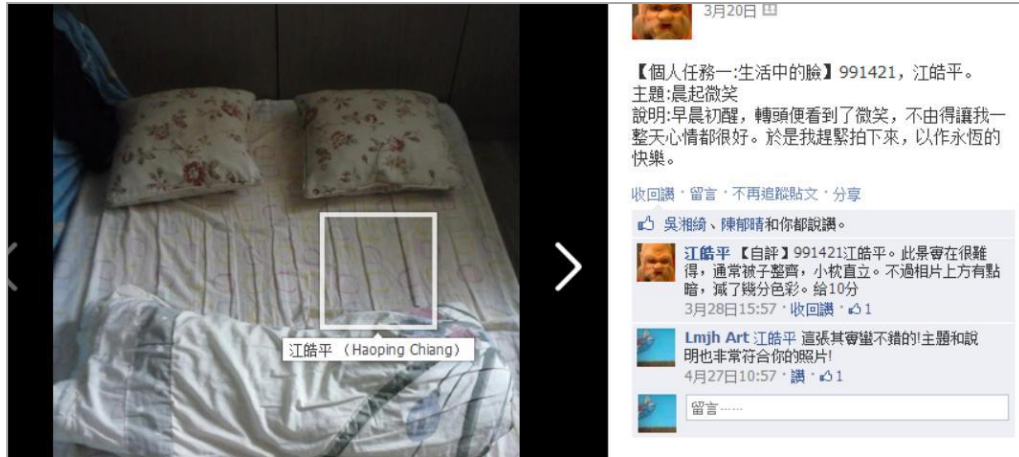 3月20日
【個人任務一:生活中的臉】991421，江皓平。
主題:晨起微笑
說明:早晨初醒，轉頭便看到了微笑，不由得讓我一
整天心情都很好。於是我趕緊拍下來，以作永恆的
快樂。
收回讚．留言．不再追蹤貼文．分享
吳湘綺、陳郁晴和你都說讚。
江皓平【自評】991421江皓平。此景實在很難
得，通常被子整齊，小枕直立。不過相片上方有點
暗，減了幾分色彩。給10分
3月28日15:57．收回讚．1
Lmjh Art 江皓平 這張其實蠻不錯的!主題和說
明也非常符合你的照片!
4月27日10:57．讚．1
留言……
江皓平 （Haoping Chiang）